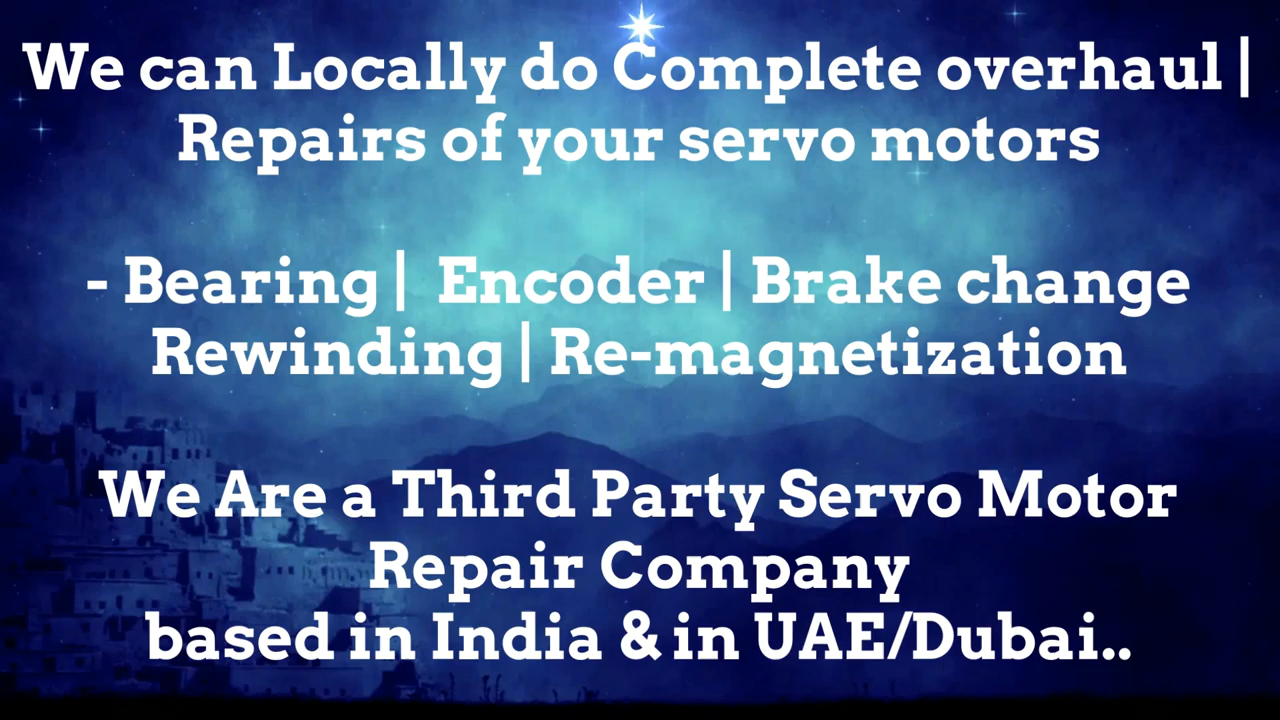 We can Locally do Complete overhaul |
Repairs of your servo motors
- Bearing | Encoder | Brake change
Rewinding | Re-magnetization
We Are a Third Party Servo Motor
Repair Company
based in India & in UAE/Dubai..